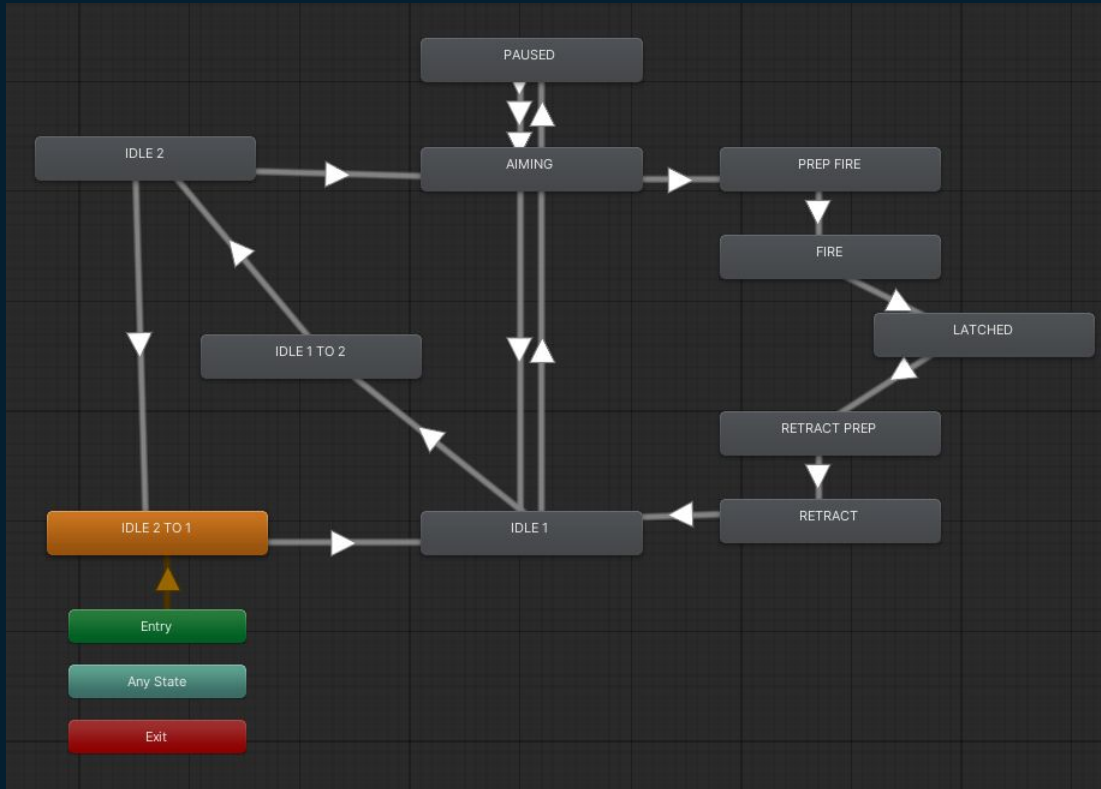 PAUSED
IDLE 2
AIMING
PREP FIRE
FIRE
LATCHED
IDLE 1 TO 2
RETRACT PREP
IDLE 2 TO 1
IDLE 1
RETRACT
Entry
Any State
Exit